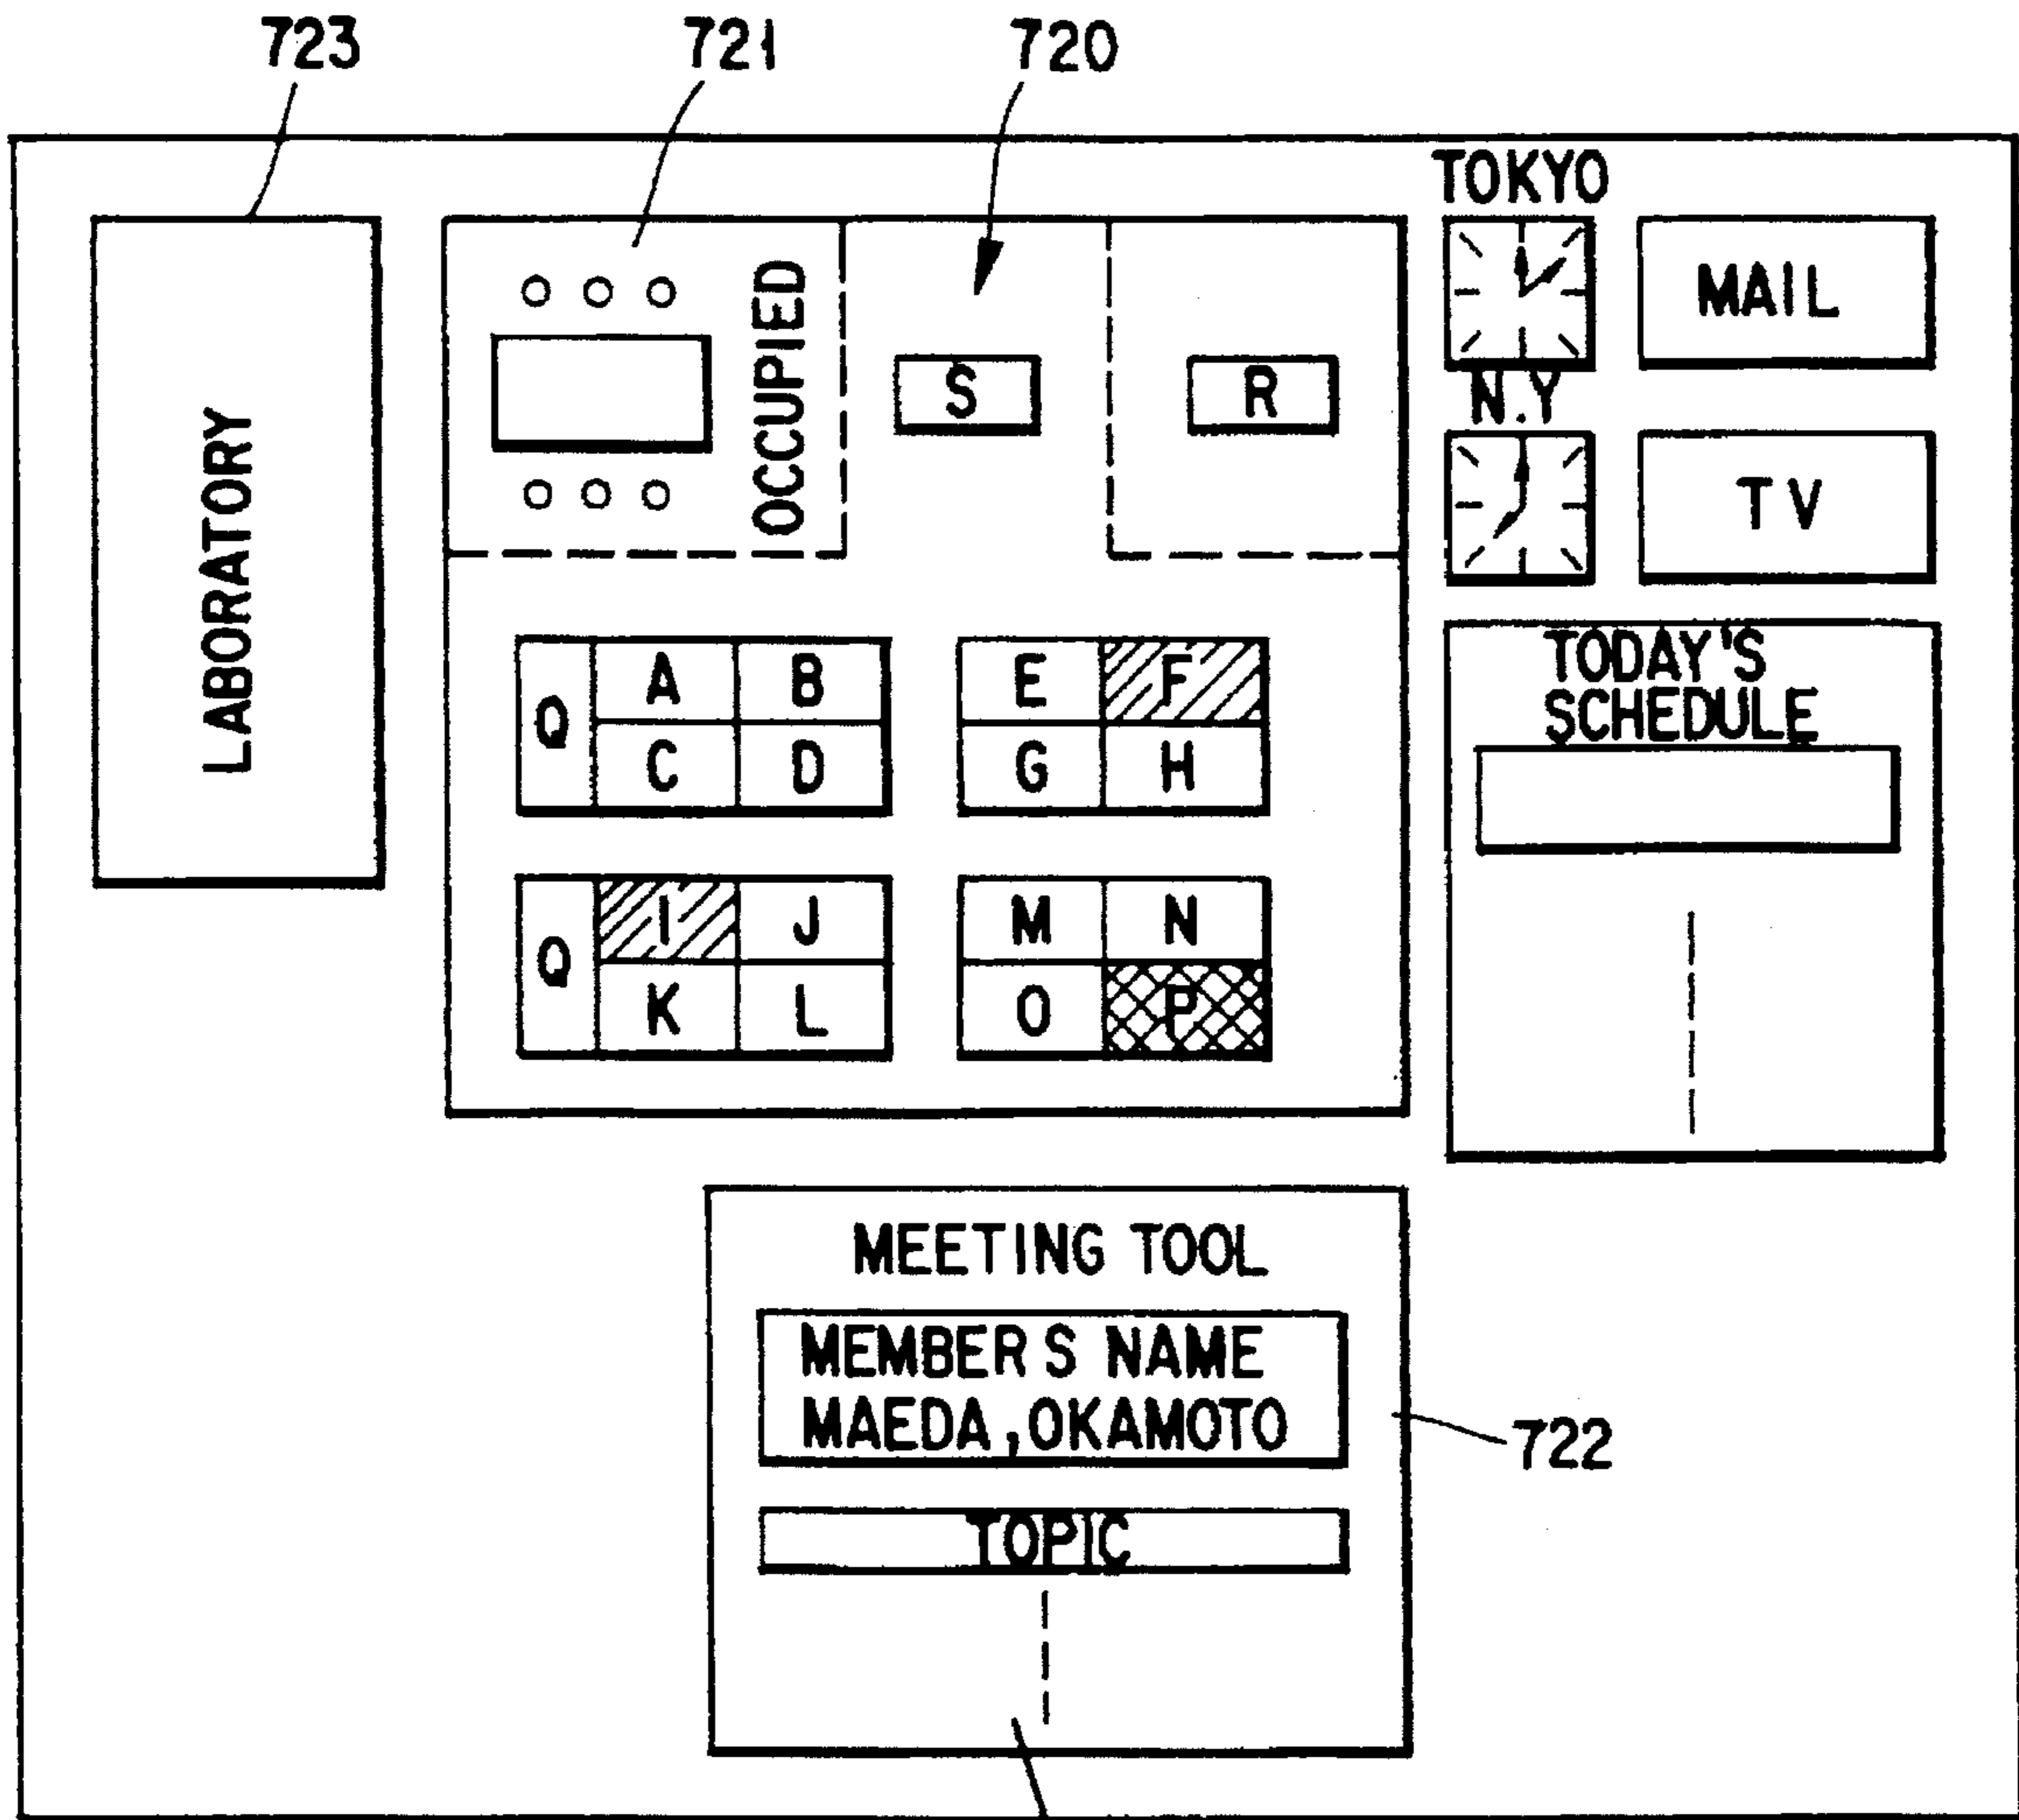 723
721
720
TOKYO
MAIL
OCCUPIED
S
R
N.Y
TV
LABORATORY
Q
A
B
C
D
E
F
G
H
TODAY'S
SCHEDULE
Q
I
J
K
L
M
N
O
P
MEETING TOOL
MEMBER S NAME
MAEDA,OKAMOTO
722
TOPIC